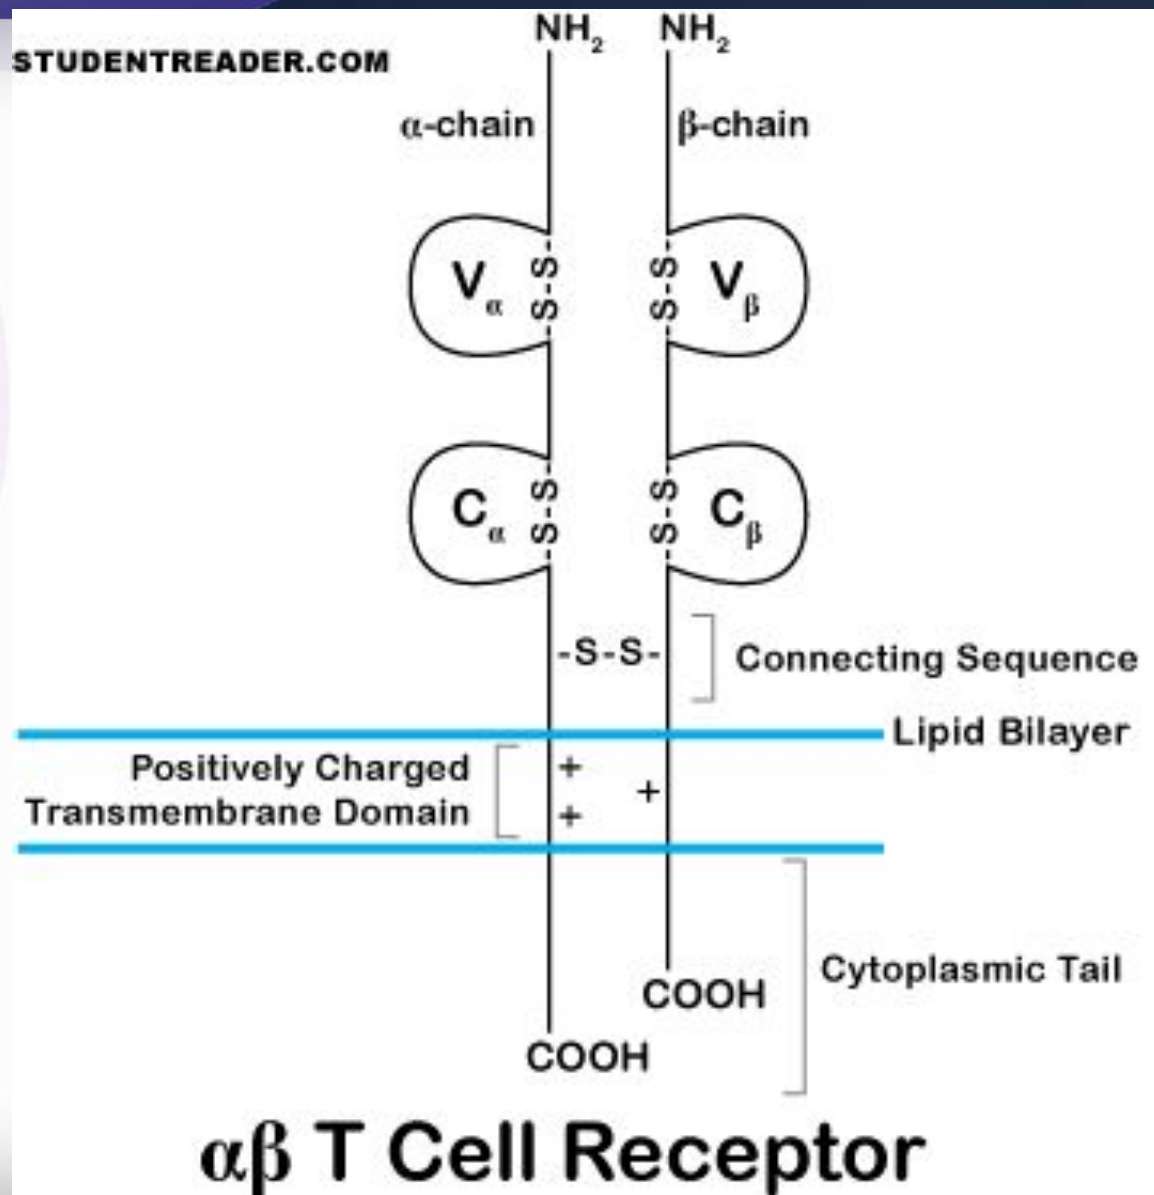 STUDENTREADER.COM
NH₂ NH₂
α-chain β-chain
S S
Vα Vβ
S S
S S
Cα Cβ
S S
-S-S- Connecting Sequence
Lipid Bilayer
Positively Charged + 
Transmembrane Domain + +
Cytoplasmic Tail
COOH
COOH
αβ T Cell Receptor